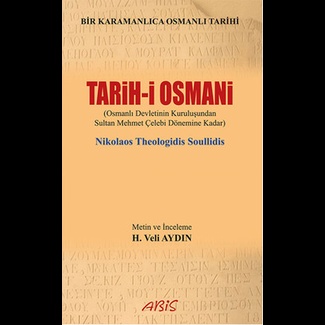 BİR KARAMANLICA OSMANLI TARİHİ
TARİH-İ OSMANİ
(Osmanlı Devletinin Kuruluşundan
Sultan Mehmet Çelebi Dönemine Kadar)
Nikolaos Theologidis Soullidis
Metin ve İnceleme
H. Veli AYDIN
ABİS